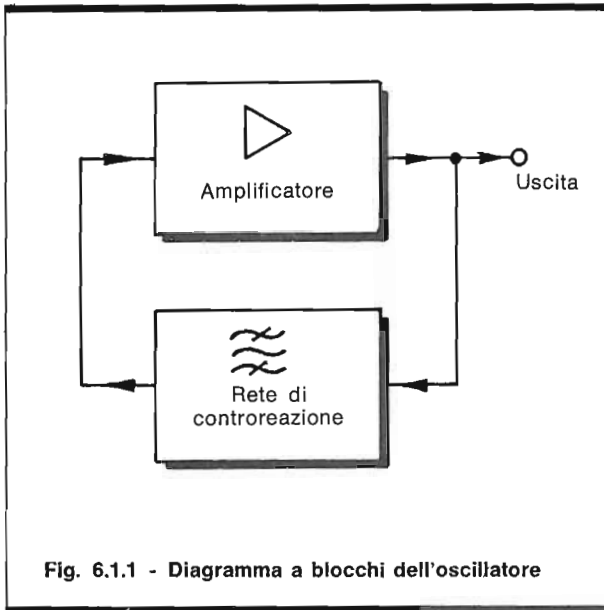 Amplificatore
Uscita
Rete di
controreazione
Fig. 6.1.1 - Diagramma a blocchi dell'oscillatore